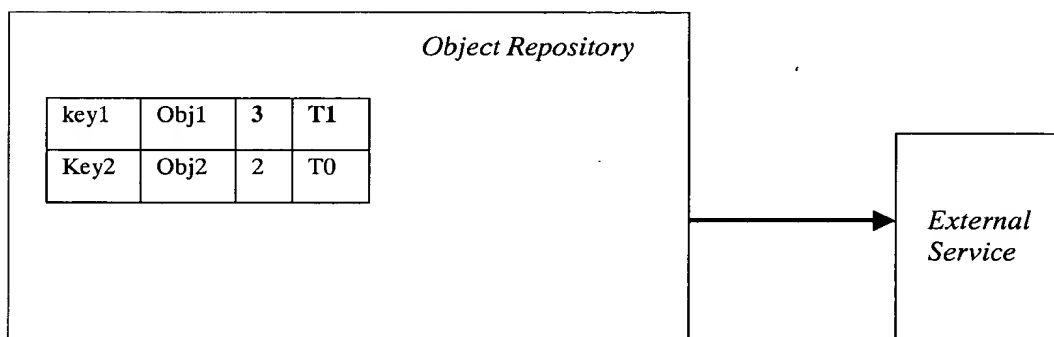 Object Repository
key1 Obj1 3 T1
Key2 Obj2 2 T0
External
Service